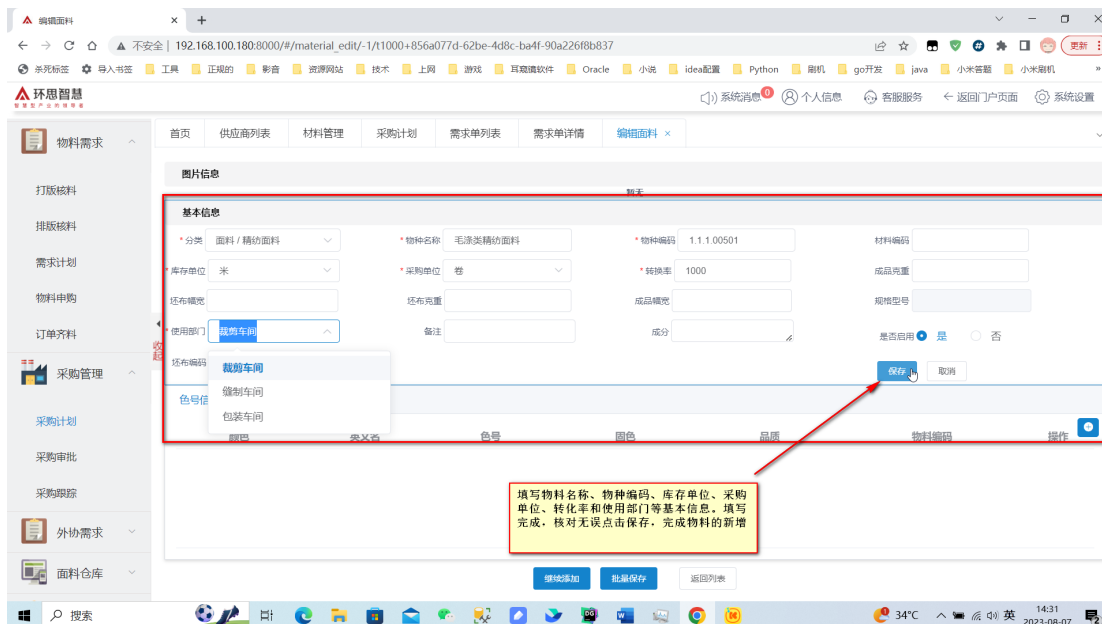 编辑面料
不安全 | 192.168.100.180:8000/#/material_edit/-1/t1000+856a077d-62be-4d8c-ba4f-90a226f8b837
更新
杀死标签 导入书签 工具 正规的 影音 资源网站 技术 上网 游戏 耳窥编软件 Oracle 小说 idea配置 Python 刷机 go开发 java 小米答题 小米刷机 »
环思智慧
智慧型产业的领导者
系统消息 0 个人信息 客服服务 返回门户页面 系统设置
物料需求
首页 供应商列表 材料管理 采购计划 需求单列表 需求单详情 编辑面料 ×
图片信息
暂无
打版核料
排版核料
需求计划
物料申购
订单齐料
采购管理
采购计划
采购审批
采购跟踪
外协需求
面料仓库
收起
基本信息
* 分类 面料 / 精纺面料 * 物种名称 毛涤类精纺面料 * 物种编码 1.1.1.00501 材料编码
* 库存单位 米 * 采购单位 卷 * 转换率 1000 成品克重
坯布幅宽 坯布克重 成品幅宽 规格型号
* 使用部门 裁剪车间 备注 成分 是否启用 是 否
坯布编码 保存 取消
裁剪车间
缝制车间
包装车间
色号信
颜色 英文名 色号 固色 品质 物料编码 操作
填写物料名称、物种编码、库存单位、采购
单位、转化率和使用部门等基本信息。填写
完成，核对无误点击保存，完成物料的新增
继续添加 批量保存 返回列表
搜索
34°C 英 14:31
2023-08-07